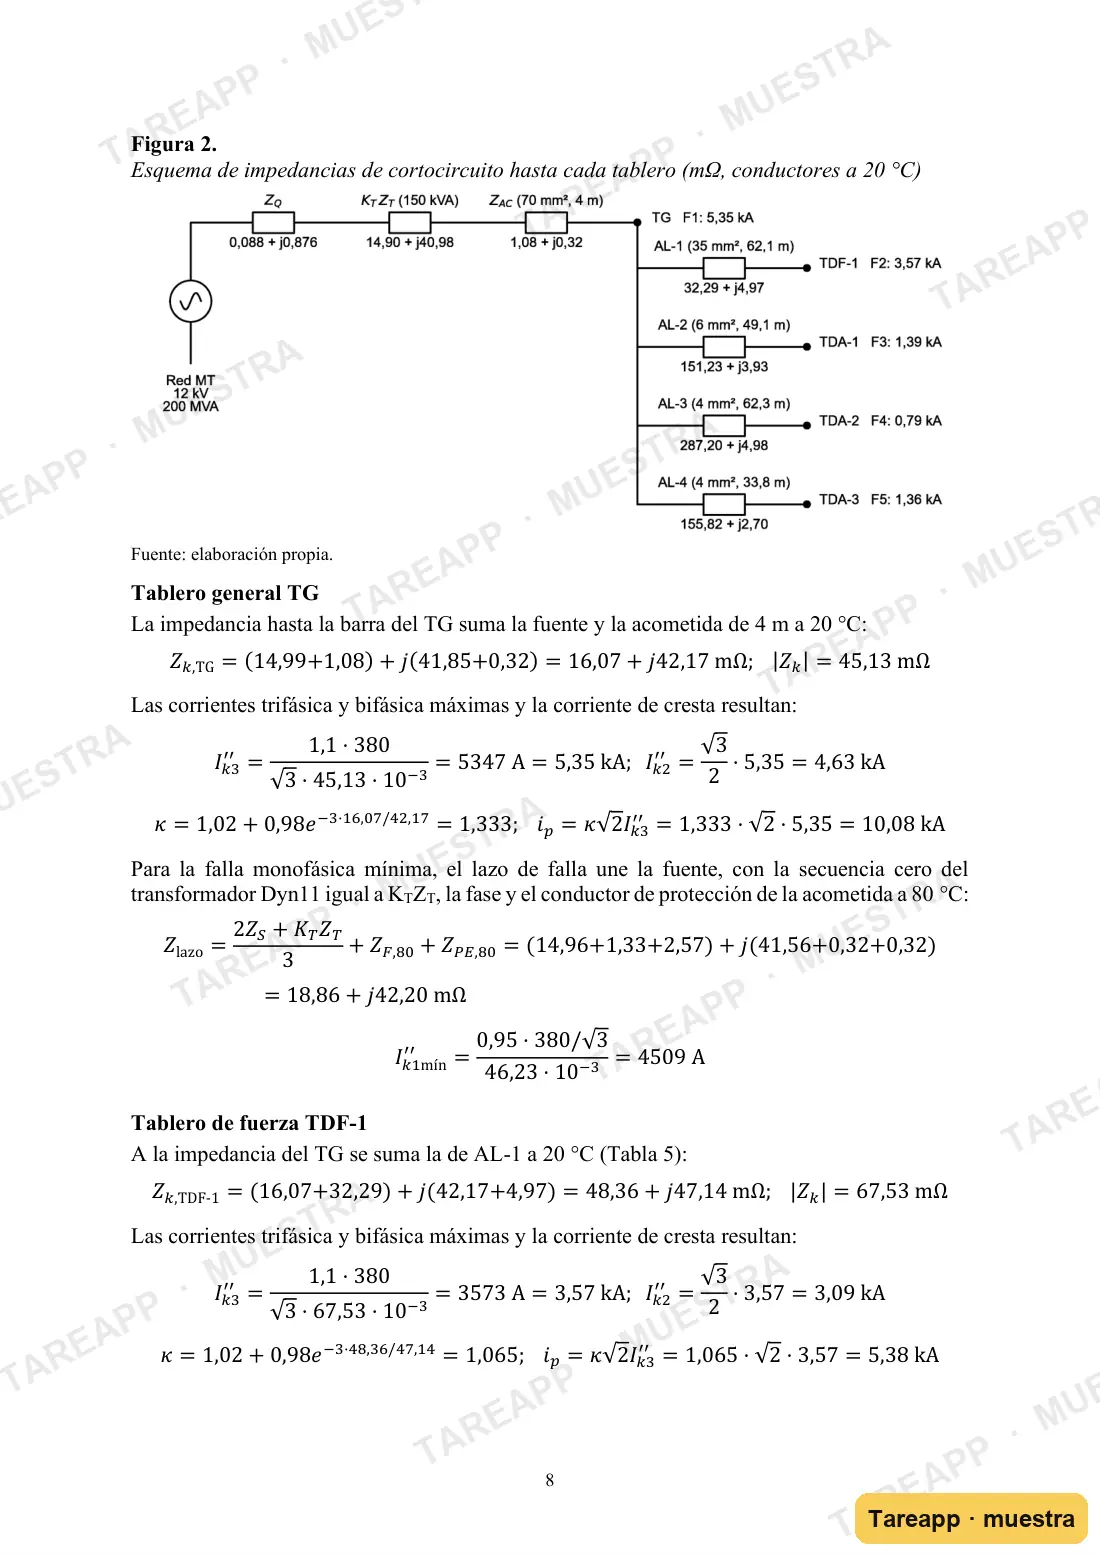 Figura 2.
Esquema de impedancias de cortocircuito hasta cada tablero (mΩ, conductores a 20 °C)
Z_Q K_T Z_T (150 kVA) Z_AC (70 mm², 4 m)
0,088 + j0,876 14,90 + j40,98 1,08 + j0,32
TG F1: 5,35 kA
AL-1 (35 mm², 62,1 m)
TDF-1 F2: 3,57 kA
32,29 + j4,97
AL-2 (6 mm², 49,1 m)
TDA-1 F3: 1,39 kA
151,23 + j3,93
Red MT
12 kV
200 MVA
AL-3 (4 mm², 62,3 m)
TDA-2 F4: 0,79 kA
287,20 + j4,98
AL-4 (4 mm², 33,8 m)
TDA-3 F5: 1,36 kA
155,82 + j2,70
Fuente: elaboración propia.
Tablero general TG
La impedancia hasta la barra del TG suma la fuente y la acometida de 4 m a 20 °C:
Z_{k,TG} = (14,99+1,08) + j(41,85+0,32) = 16,07 + j42,17 mΩ; |Z_k| = 45,13 mΩ
Las corrientes trifásica y bifásica máximas y la corriente de cresta resultan:
I''_{k3} = 1,1 · 380 / (√3 · 45,13 · 10⁻³) = 5347 A = 5,35 kA; I''_{k2} = √3/2 · 5,35 = 4,63 kA
κ = 1,02 + 0,98e^{−3·16,07/42,17} = 1,333; i_p = κ√2I''_{k3} = 1,333 · √2 · 5,35 = 10,08 kA
Para la falla monofásica mínima, el lazo de falla une la fuente, con la secuencia cero del
transformador Dyn11 igual a K_TZ_T, la fase y el conductor de protección de la acometida a 80 °C:
Z_lazo = (2Z_S + K_T Z_T)/3 + Z_{F,80} + Z_{PE,80} = (14,96+1,33+2,57) + j(41,56+0,32+0,32)
= 18,86 + j42,20 mΩ
I''_{k1mín} = (0,95 · 380/√3) / (46,23 · 10⁻³) = 4509 A
Tablero de fuerza TDF-1
A la impedancia del TG se suma la de AL-1 a 20 °C (Tabla 5):
Z_{k,TDF-1} = (16,07+32,29) + j(42,17+4,97) = 48,36 + j47,14 mΩ; |Z_k| = 67,53 mΩ
Las corrientes trifásica y bifásica máximas y la corriente de cresta resultan:
I''_{k3} = 1,1 · 380 / (√3 · 67,53 · 10⁻³) = 3573 A = 3,57 kA; I''_{k2} = √3/2 · 3,57 = 3,09 kA
κ = 1,02 + 0,98e^{−3·48,36/47,14} = 1,065; i_p = κ√2I''_{k3} = 1,065 · √2 · 3,57 = 5,38 kA
8
Tareapp · muestra
TAREAPP · MUESTRA